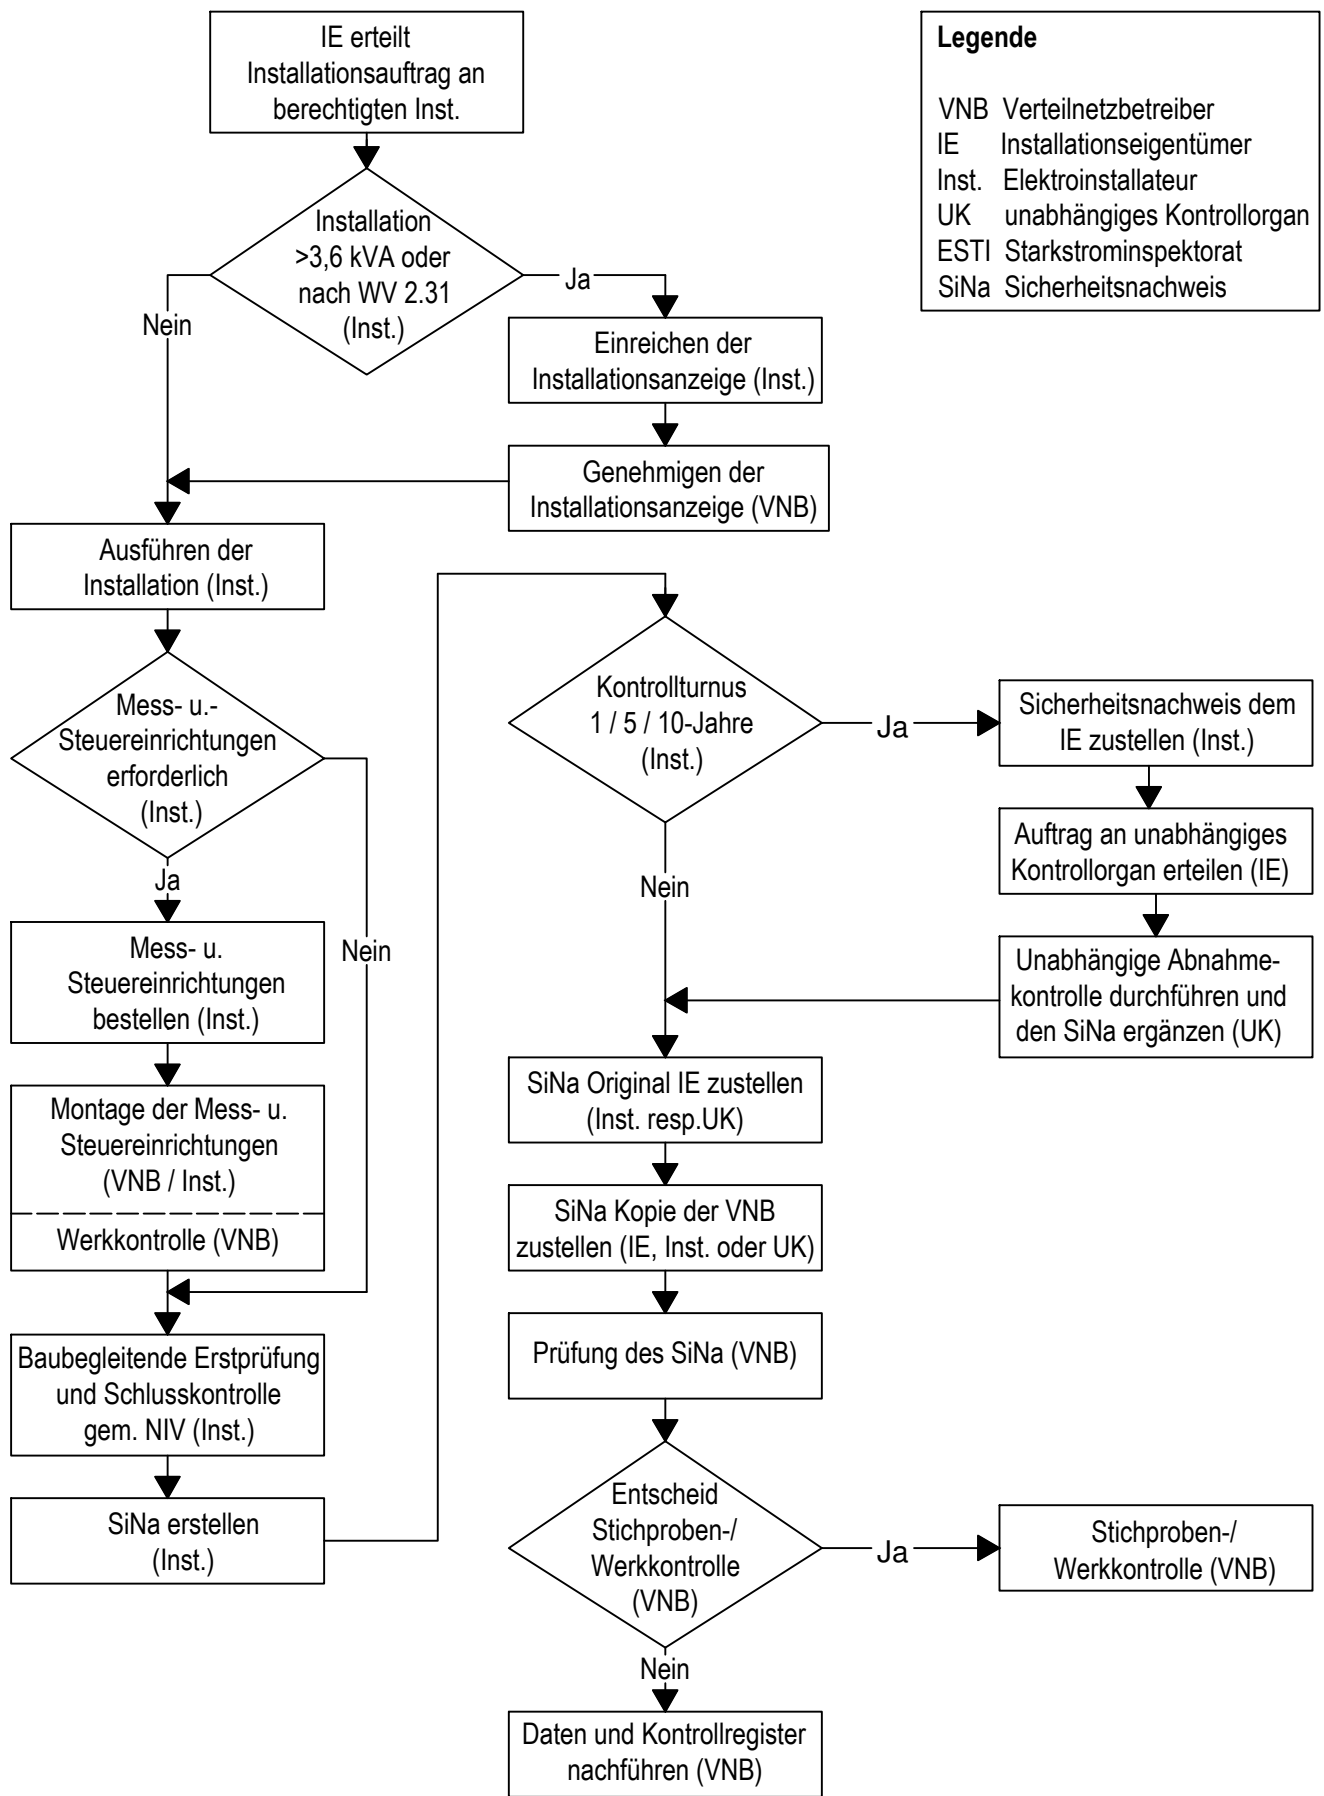 IE erteilt
Installationsauftrag an
berechtigten Inst.
Legende
VNB Verteilnetzbetreiber
IE Installationseigentümer
Inst. Elektroinstallateur
UK unabhängiges Kontrollorgan
ESTI Starkstrominspektorat
SiNa Sicherheitsnachweis
Installation
>3,6 kVA oder
nach WV 2.31
(Inst.)
Ja
Nein
Einreichen der
Installationsanzeige (Inst.)
Genehmigen der
Installationsanzeige (VNB)
Ausführen der
Installation (Inst.)
Mess- u.-
Steuereinrichtungen
erforderlich
(Inst.)
Ja
Nein
Mess- u.
Steuereinrichtungen
bestellen (Inst.)
Montage der Mess- u.
Steuereinrichtungen
(VNB / Inst.)
Werkkontrolle (VNB)
Baubegleitende Erstprüfung
und Schlusskontrolle
gem. NIV (Inst.)
SiNa erstellen
(Inst.)
Kontrollturnus
1 / 5 / 10-Jahre
(Inst.)
Ja
Nein
Sicherheitsnachweis dem
IE zustellen (Inst.)
Auftrag an unabhängiges
Kontrollorgan erteilen (IE)
Unabhängige Abnahme-
kontrolle durchführen und
den SiNa ergänzen (UK)
SiNa Original IE zustellen
(Inst. resp.UK)
SiNa Kopie der VNB
zustellen (IE, Inst. oder UK)
Prüfung des SiNa (VNB)
Entscheid
Stichproben-/
Werkkontrolle
(VNB)
Ja
Stichproben-/
Werkkontrolle (VNB)
Nein
Daten und Kontrollregister
nachführen (VNB)